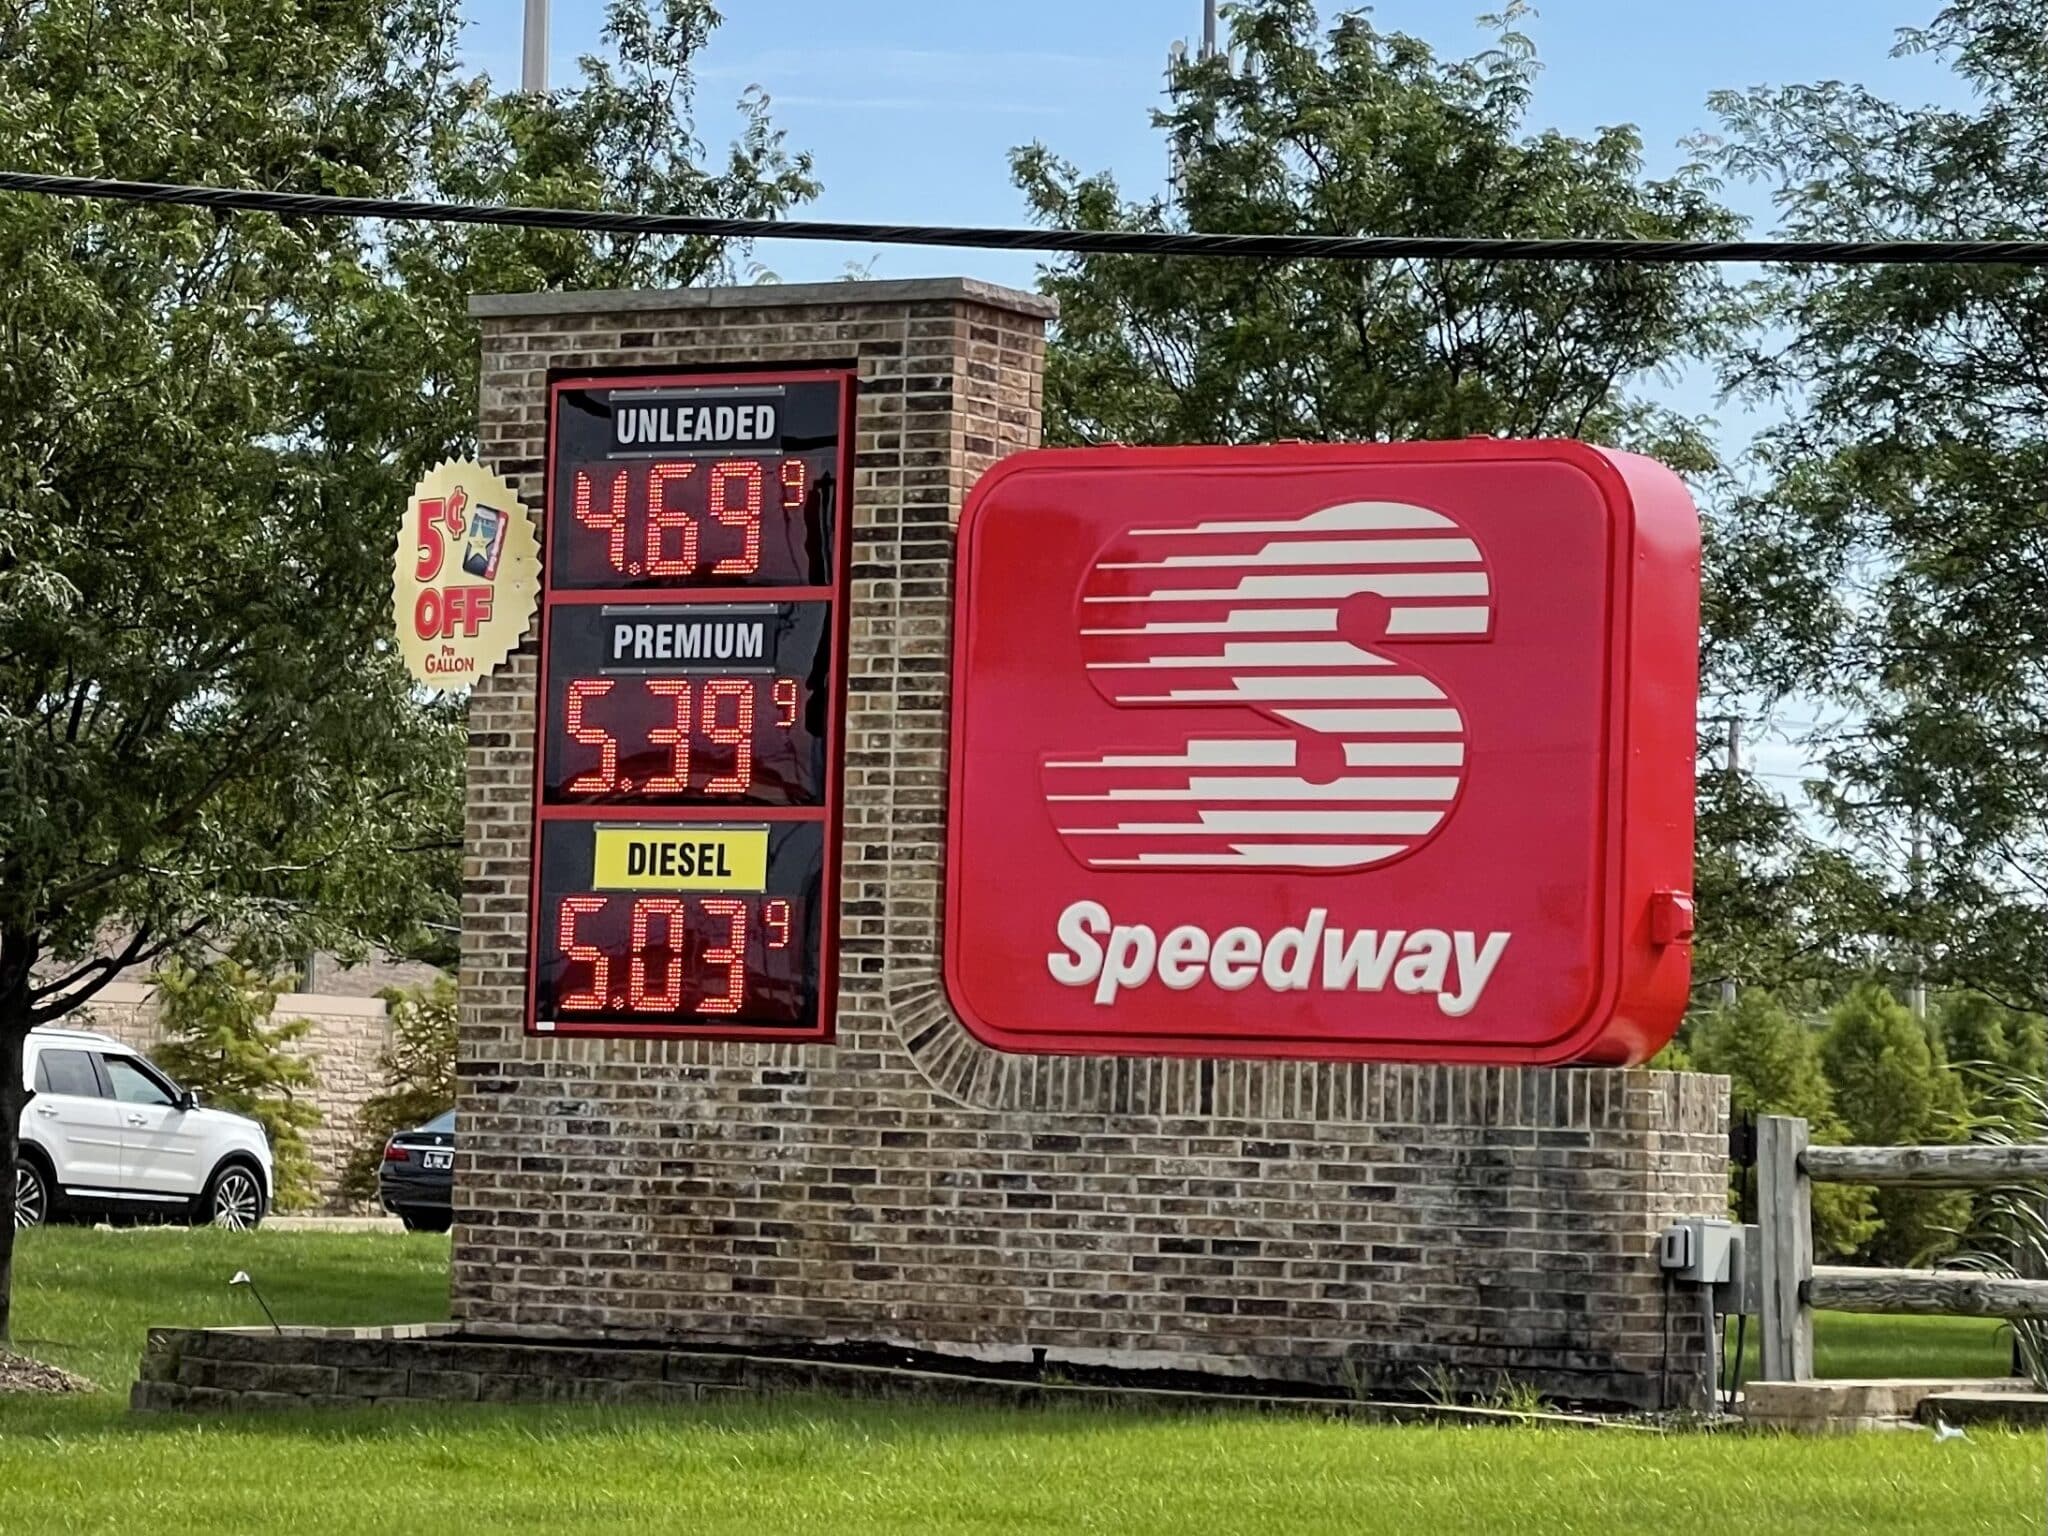 UNLEADED
4.69 9
5¢
OFF
PER
GALLON
PREMIUM
5.39 9
DIESEL
5.03 9
Speedway